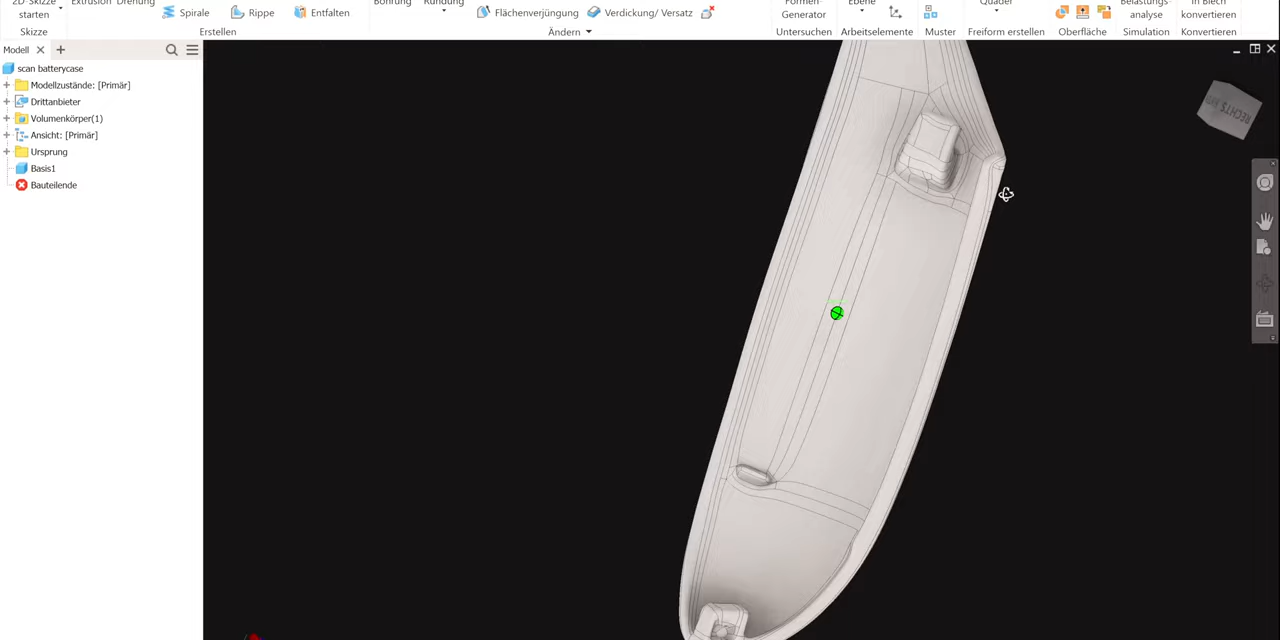 2D-Skizze
starten
Skizze
Extrusion Drehung
Spirale
Rippe
Entfalten
Erstellen
Bohrung
Rundung
Flächenverjüngung
Verdickung/ Versatz
Ändern
Formen-
Generator
Untersuchen
Ebene
Arbeitselemente
Muster
Quader
Freiform erstellen
Oberfläche
Belastungs-
analyse
Simulation
In Blech
konvertieren
Konvertieren
Modell
scan batterycase
Modellzustände: [Primär]
Drittanbieter
Volumenkörper(1)
Ansicht: [Primär]
Ursprung
Basis1
Bauteilende
RECHTS